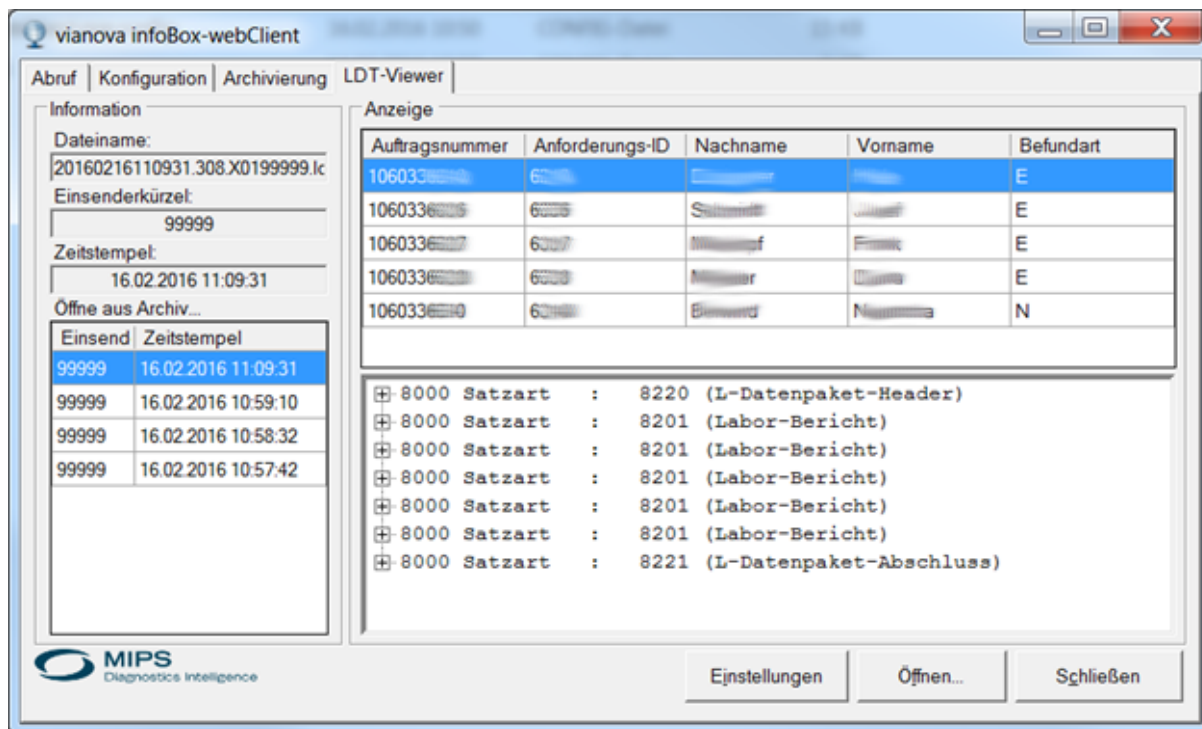 vianova infoBox-webClient
Abruf
Konfiguration
Archivierung
LDT-Viewer
Information
Dateiname:
20160216110931.308.X0199999.lc
Einsenderkürzel:
99999
Zeitstempel:
16.02.2016 11:09:31
Öffne aus Archiv...
Einsend Zeitstempel
99999 16.02.2016 11:09:31
99999 16.02.2016 10:59:10
99999 16.02.2016 10:58:32
99999 16.02.2016 10:57:42
Anzeige
Auftragsnummer Anforderungs-ID Nachname Vorname Befundart
E
E
E
E
N
8000 Satzart : 8220 (L-Datenpaket-Header)
8000 Satzart : 8201 (Labor-Bericht)
8000 Satzart : 8201 (Labor-Bericht)
8000 Satzart : 8201 (Labor-Bericht)
8000 Satzart : 8201 (Labor-Bericht)
8000 Satzart : 8201 (Labor-Bericht)
8000 Satzart : 8221 (L-Datenpaket-Abschluss)
MIPS
Diagnostics Intelligence
Einstellungen
Öffnen...
Schließen